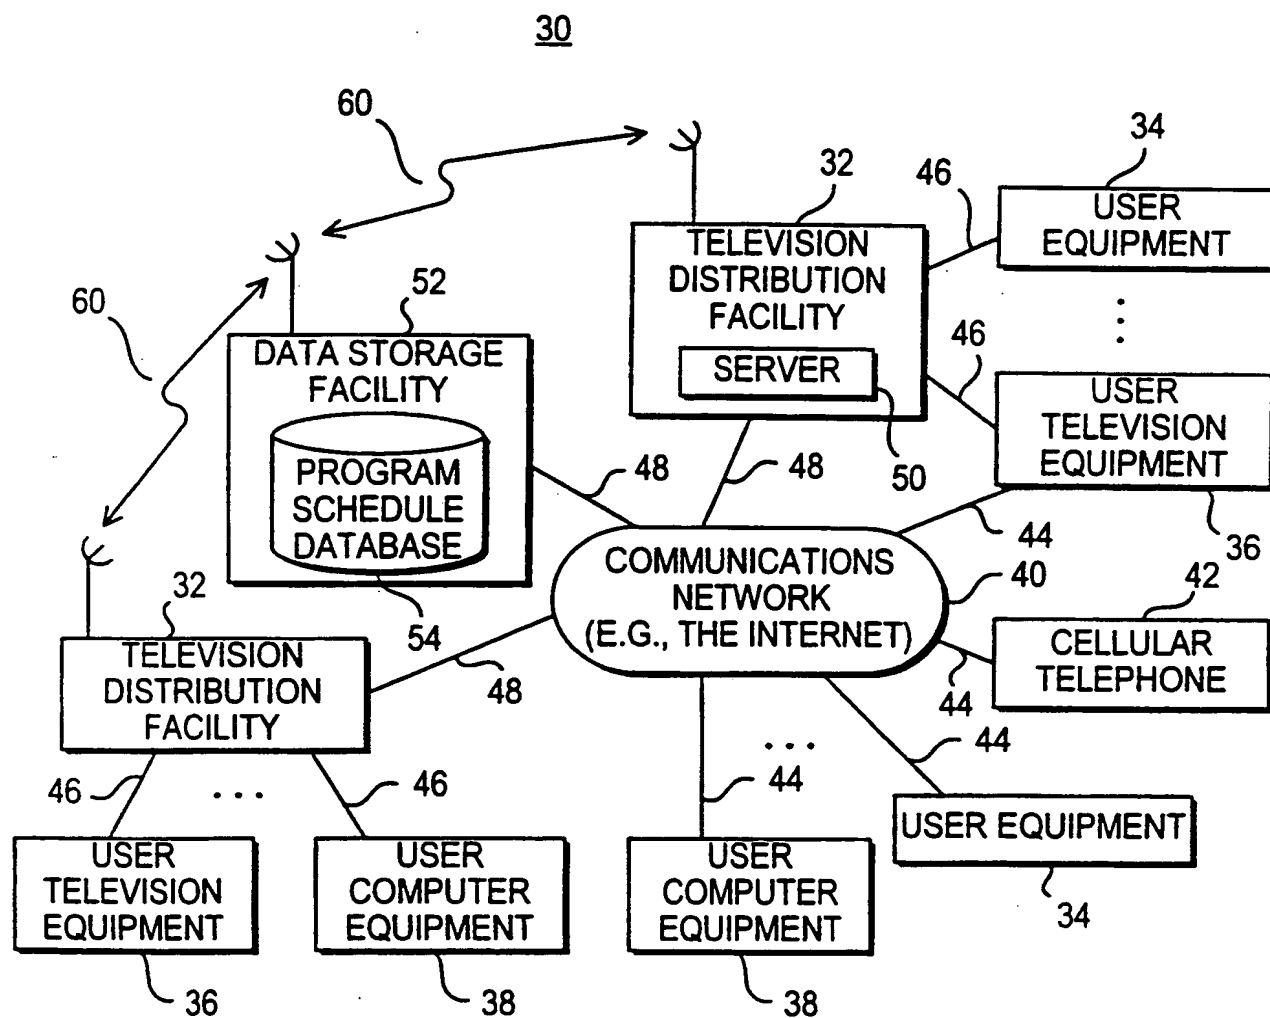 30
60
34
32
46
USER
EQUIPMENT
TELEVISION
DISTRIBUTION
FACILITY
SERVER
60
52
DATA STORAGE
FACILITY
PROGRAM
SCHEDULE
DATABASE
54
46
USER
TELEVISION
EQUIPMENT
50
36
48
48
44
COMMUNICATIONS
NETWORK
(E.G., THE INTERNET)
40
42
CELLULAR
TELEPHONE
44
32
TELEVISION
DISTRIBUTION
FACILITY
48
46
...
46
...
44
44
...
USER EQUIPMENT
34
USER
TELEVISION
EQUIPMENT
36
USER
COMPUTER
EQUIPMENT
38
USER
COMPUTER
EQUIPMENT
38